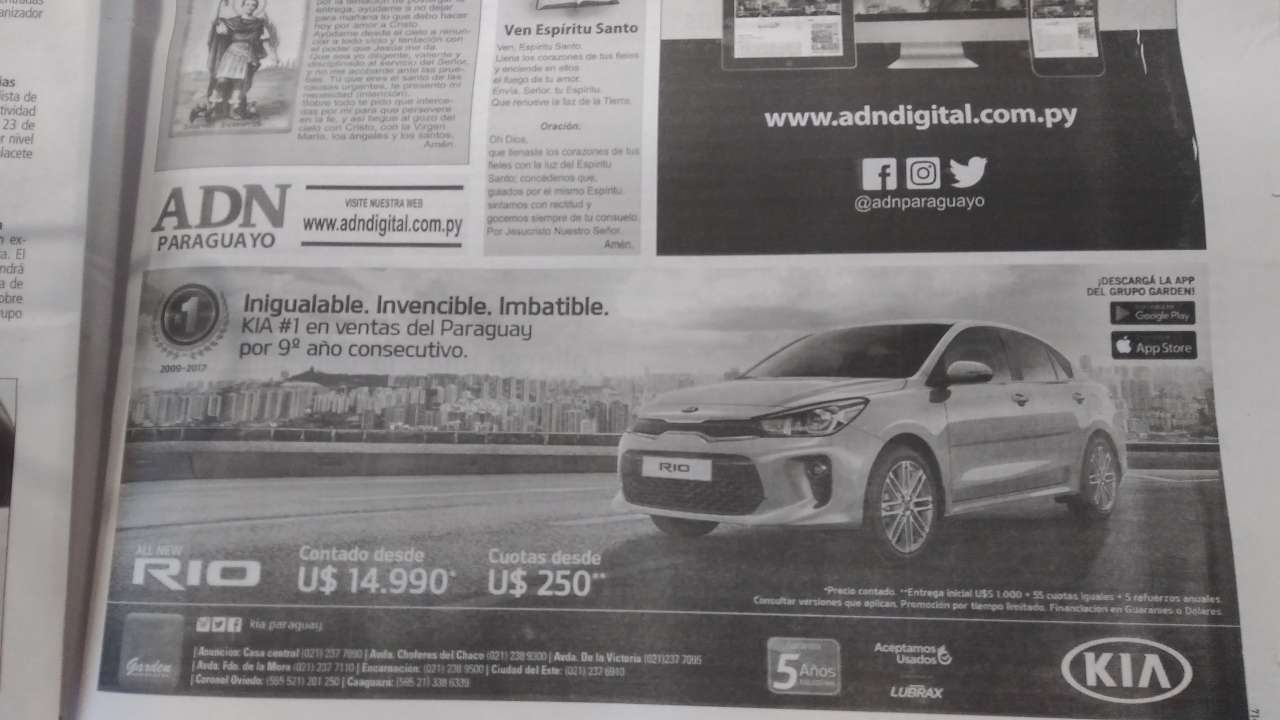 anizador
ias
lista de
tividad
23 de
r nivel
lacete
n ex-
a. El
ndrá
a de
obre
upo
entrega, ayúdame a no dejar
para mañana lo que debo hacer
hoy por amor a Cristo.
Ayúdame desde el cielo a renun-
ciar a todo vicio y tentación con
el poder que Jesús me da.
Que sea yo diligente, valiente y
disciplinado al servicio del Señor,
y no me acobarde ante las prue-
bas. Tú que eres el santo de las
causas urgentes, te presento mi
necesidad (intención).
Sobre todo te pido que interce-
das por mí para que persevere
en la fe, y así llegue al gozo del
cielo con Cristo, con la Virgen
María, los ángeles y los santos.
Amén.
ADN
PARAGUAYO
VISITÉ NUESTRA WEB
www.adndigital.com.py
Ven Espíritu Santo
Ven, Espíritu Santo,
Llena los corazones de tus fieles
y enciende en ellos
el fuego de tu amor.
Envía, Señor, tu Espíritu.
Que renueve la faz de la Tierra.
Oración:
Oh Dios,
que llenaste los corazones de tus
fieles con la luz del Espíritu
Santo; concédenos que,
guiados por el mismo Espíritu,
sintamos con rectitud y
gocemos siempre de tu consuelo.
Por Jesucristo Nuestro Señor.
Amén.
www.adndigital.com.py
@adnparaguayo
1
2009-2017
Inigualable. Invencible. Imbatible.
KIA #1 en ventas del Paraguay
por 9º año consecutivo.
¡DESCARGÁ LA APP
DEL GRUPO GARDEN!
Google Play
App Store
RIO
ALL NEW
RIO
Contado desde
U$ 14.990*
Cuotas desde
U$ 250**
*Precio contado. **Entrega inicial U$S 1.000 + 55 cuotas iguales + 5 refuerzos anuales.
Consultar versiones que aplican. Promoción por tiempo limitado. Financiación en Guaraníes o Dólares.
kia.paraguay
Garden
| Asunción: Casa central (021) 237 7090 | Avda. Choferes del Chaco (021) 238 9300 | Avda. De la Victoria (021)237 7095
| Avda. Fdo. de la Mora (021) 237 7110 | Encarnación: (021) 238 9500 | Ciudad del Este: (021) 237 6910
| Coronel Oviedo: (595 521) 201 250 | Caaguazú: (595 21) 338 6339
5 Años
Aceptamos
Usados
LUBRAX
KIA